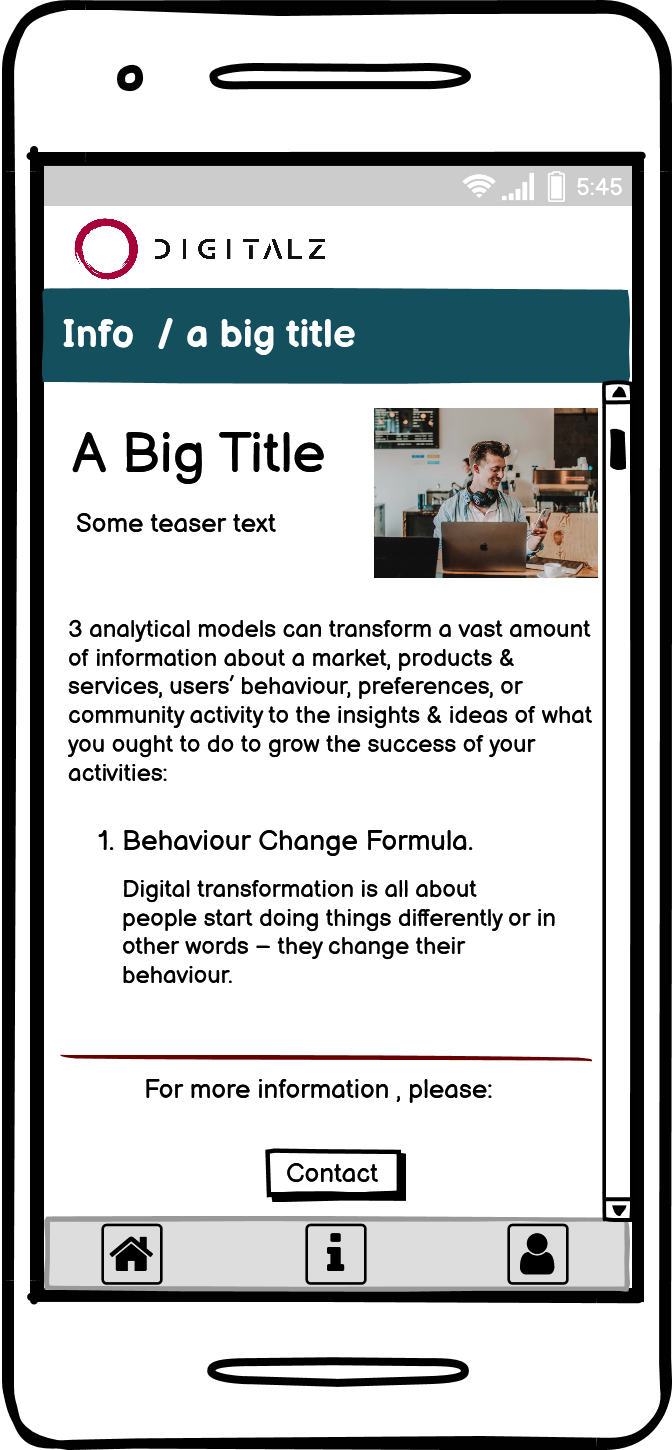 5:45
DIGITALZ
Info / a big title
A Big Title
Some teaser text
3 analytical models can transform a vast amount
of information about a market, products &
services, users‘ behaviour, preferences, or
community activity to the insights & ideas of what
you ought to do to grow the success of your
activities:
1. Behaviour Change Formula.
Digital transformation is all about
people start doing things differently or in
other words – they change their
behaviour.
For more information , please:
Contact